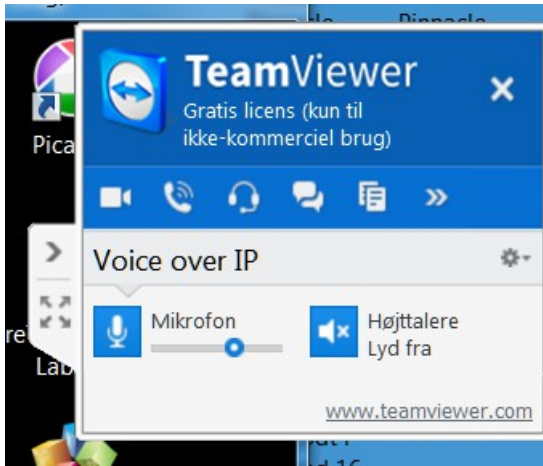 Pinnacle
TeamViewer
Gratis licens (kun til
ikke-kommerciel brug)
Pica
Voice over IP
Mikrofon
Højttalere
Lyd fra
re
Lab
www.teamviewer.com